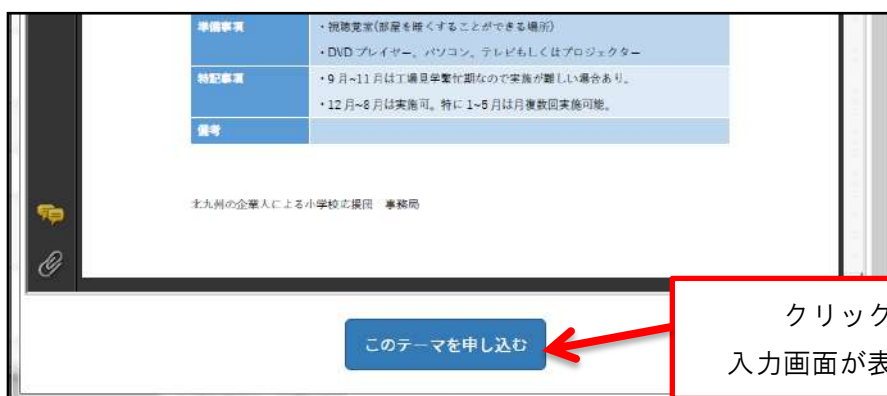 準備事項
・視聴覚室(部屋を暗くすることができる場所)
・DVD プレイヤー、パソコン、テレビもしくはプロジェクター
特記事項
・9 月~11 月は工場見学繁忙期なので実施が難しい場合あり。
・12 月~8 月は実施可。特に 1~5 月は月複数回実施可能。
備考
北九州の企業人による小学校応援団 事務局
このテーマを申し込む
クリック
入力画面が表